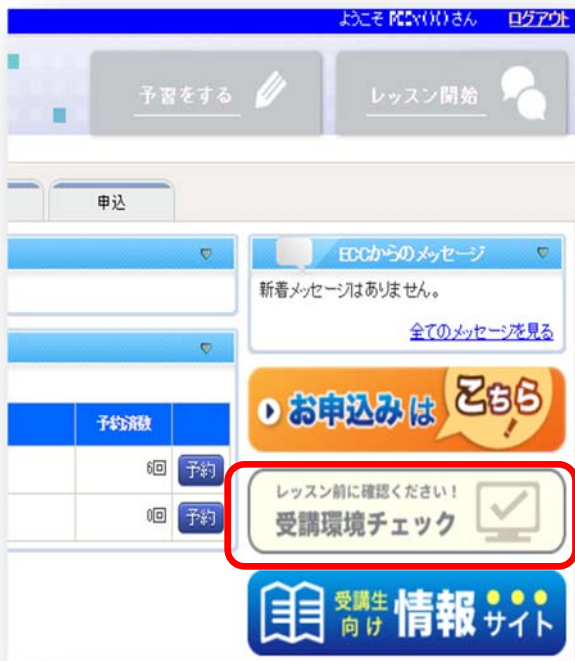 ようこそ さん ログアウト
予習をする
レッスン開始
申込
ECCからのメッセージ
新着メッセージはありません。
全てのメッセージを見る
お申込みは こちら!
予約済数
6回 予約
0回 予約
レッスン前に確認ください!
受講環境チェック
受講生
向け 情報サイト